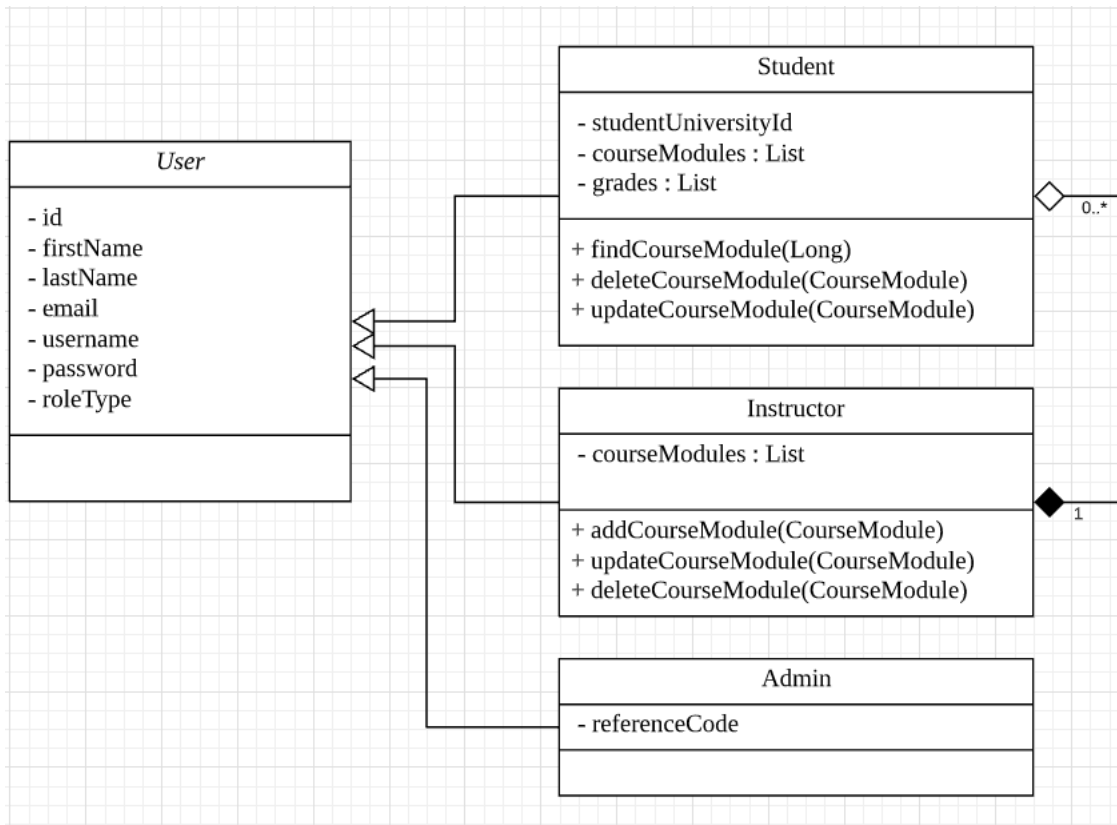 User
- id
- firstName
- lastName
- email
- username
- password
- roleType
Student
- studentUniversityId
- courseModules : List
- grades : List
+ findCourseModule(Long)
+ deleteCourseModule(CourseModule)
+ updateCourseModule(CourseModule)
0..*
Instructor
- courseModules : List
+ addCourseModule(CourseModule)
+ updateCourseModule(CourseModule)
+ deleteCourseModule(CourseModule)
1
Admin
- referenceCode